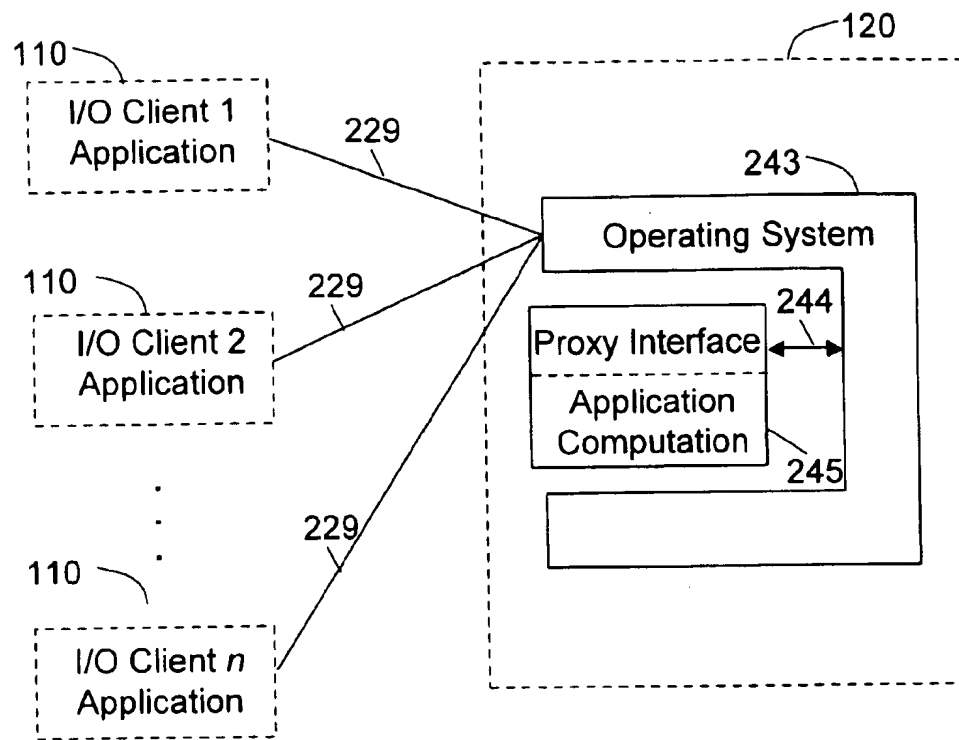 110
I/O Client 1
Application
229
120
243
Operating System
110
I/O Client 2
Application
229
244
Proxy Interface
Application
Computation
245
110
I/O Client n
Application
229